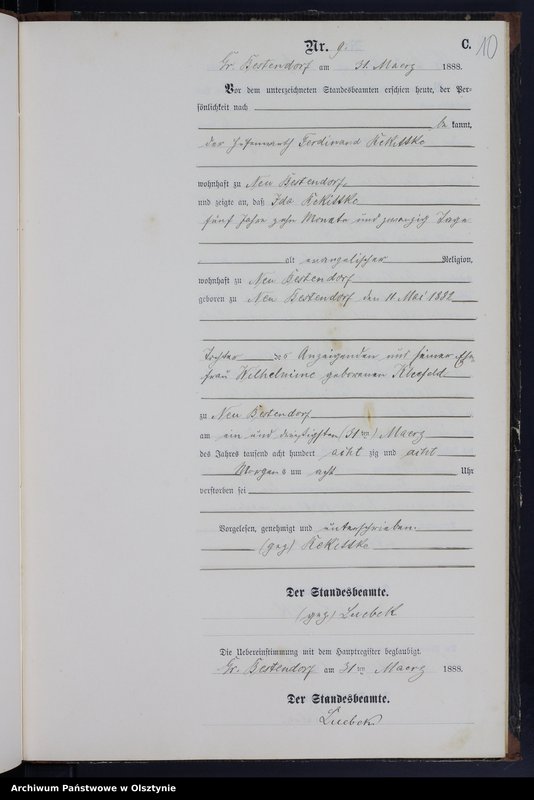 Nr. 9.
C.
10
Gr. Bestendorf am 31. Maerz 1888.
Vor dem unterzeichneten Standesbeamten erschien heute, der Per-
sönlichkeit nach
be kannt,
der Ferdinand Rekittke
wohnhaft zu Neu Bestendorf,
und zeigte an, daß Ida Rekittke
fünf Jahre zehn Monate und zwanzig Tage
alt evangelischer Religion,
wohnhaft zu Neu Bestendorf
geboren zu Neu Bestendorf den 11 Mai 1882
Tochter des Anzeigenden und seiner Ehe-
frau Wilhelmine geborenen Kleefeld
zu Neu Bestendorf
am ein und dreißigsten (31ten) Maerz
des Jahres tausend acht hundert acht zig und acht
Morgens um acht Uhr
verstorben sei
Vorgelesen, genehmigt und unterschrieben.
(gez) Rekittke
Der Standesbeamte.
(gez) Luebek
Die Uebereinstimmung mit dem Hauptregister beglaubigt.
Gr. Bestendorf am 31ten Maerz 1888.
Der Standesbeamte.
Luebek
Archiwum Państwowe w Olsztynie